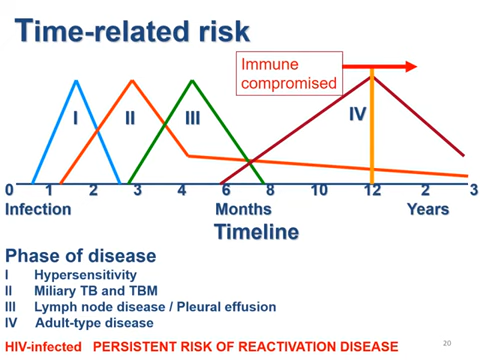 Time-related risk
Immune
compromised
I II III IV
0 1 2 3 4 6 8 10 12 2 3
Infection Months Years
Timeline
Phase of disease
I Hypersensitivity
II Miliary TB and TBM
III Lymph node disease / Pleural effusion
IV Adult-type disease
HIV-infected PERSISTENT RISK OF REACTIVATION DISEASE
20